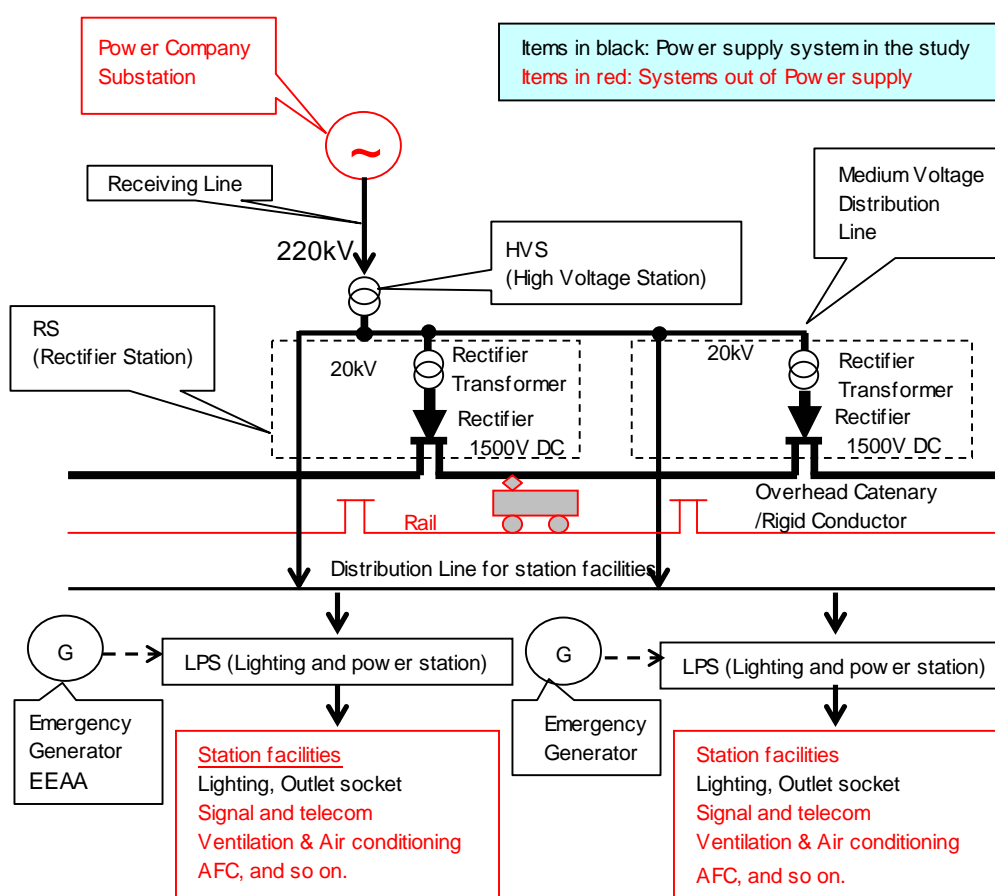 Power Company
Substation
Items in black: Power supply system in the study
Items in red: Systems out of Power supply
~
Receiving Line
Medium Voltage
Distribution
Line
220kV
HVS
(High Voltage Station)
RS
(Rectifier Station)
20kV
Rectifier
Transformer
Rectifier
1500V DC
20kV
Rectifier
Transformer
Rectifier
1500V DC
Overhead Catenary
/Rigid Conductor
Rail
Distribution Line for station facilities
G
LPS (Lighting and power station)
G
LPS (Lighting and power station)
Emergency
Generator
EEAA
Emergency
Generator
Station facilities
Lighting, Outlet socket
Signal and telecom
Ventilation & Air conditioning
AFC, and so on.
Station facilities
Lighting, Outlet socket
Signal and telecom
Ventilation & Air conditioning
AFC, and so on.